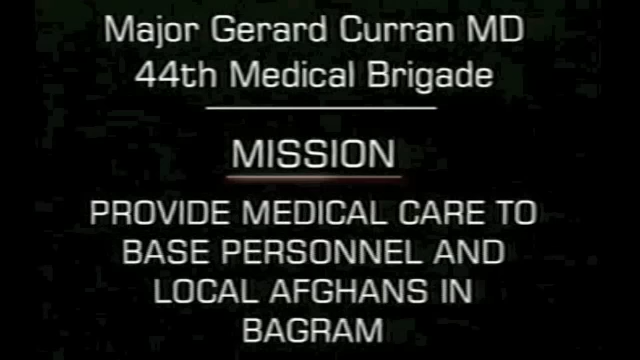 Major Gerard Curran MD
44th Medical Brigade
MISSION
PROVIDE MEDICAL CARE TO
BASE PERSONNEL AND
LOCAL AFGHANS IN
BAGRAM